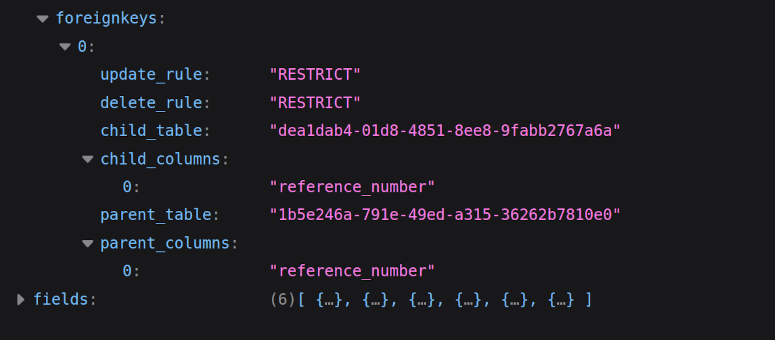 foreignkeys:
0:
update_rule: "RESTRICT"
delete_rule: "RESTRICT"
child_table: "dea1dab4-01d8-4851-8ee8-9fabb2767a6a"
child_columns:
0: "reference_number"
parent_table: "1b5e246a-791e-49ed-a315-36262b7810e0"
parent_columns:
0: "reference_number"
fields: (6)[ {…}, {…}, {…}, {…}, {…}, {…} ]